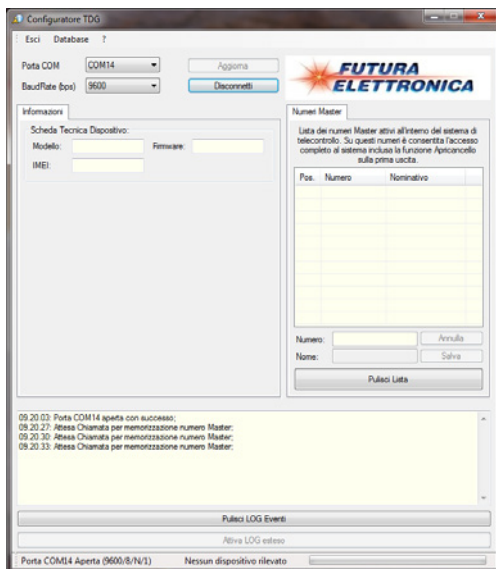 Configuratore TDG
Esci Database ?
Porta COM COM14 Aggiorna
BaudRate (bps) 9600 Disconnetti
FUTURA
ELETTRONICA
Informazioni
Scheda Tecnica Dispositivo:
Modello: Firmware:
IMEI:
Numeri Master
Lista dei numeri Master attivi all'interno del sistema di
telecontrollo. Su questi numeri è consentita l'accesso
completo al sistema inclusa la funzione Apricancello
sulla prima uscita.
Pos. Numero Nominativo
Numero: Annulla
Nome: Salva
Pulisci Lista
09.20.03: Porta COM14 aperta con successo;
09.20.27: Attesa Chiamata per memorizzazione numero Master;
09.20.30: Attesa Chiamata per memorizzazione numero Master;
09.20.33: Attesa Chiamata per memorizzazione numero Master;
Pulisci LOG Eventi
Attiva LOG esteso
Porta COM14 Aperta (9600/8/N/1) Nessun dispositivo rilevato